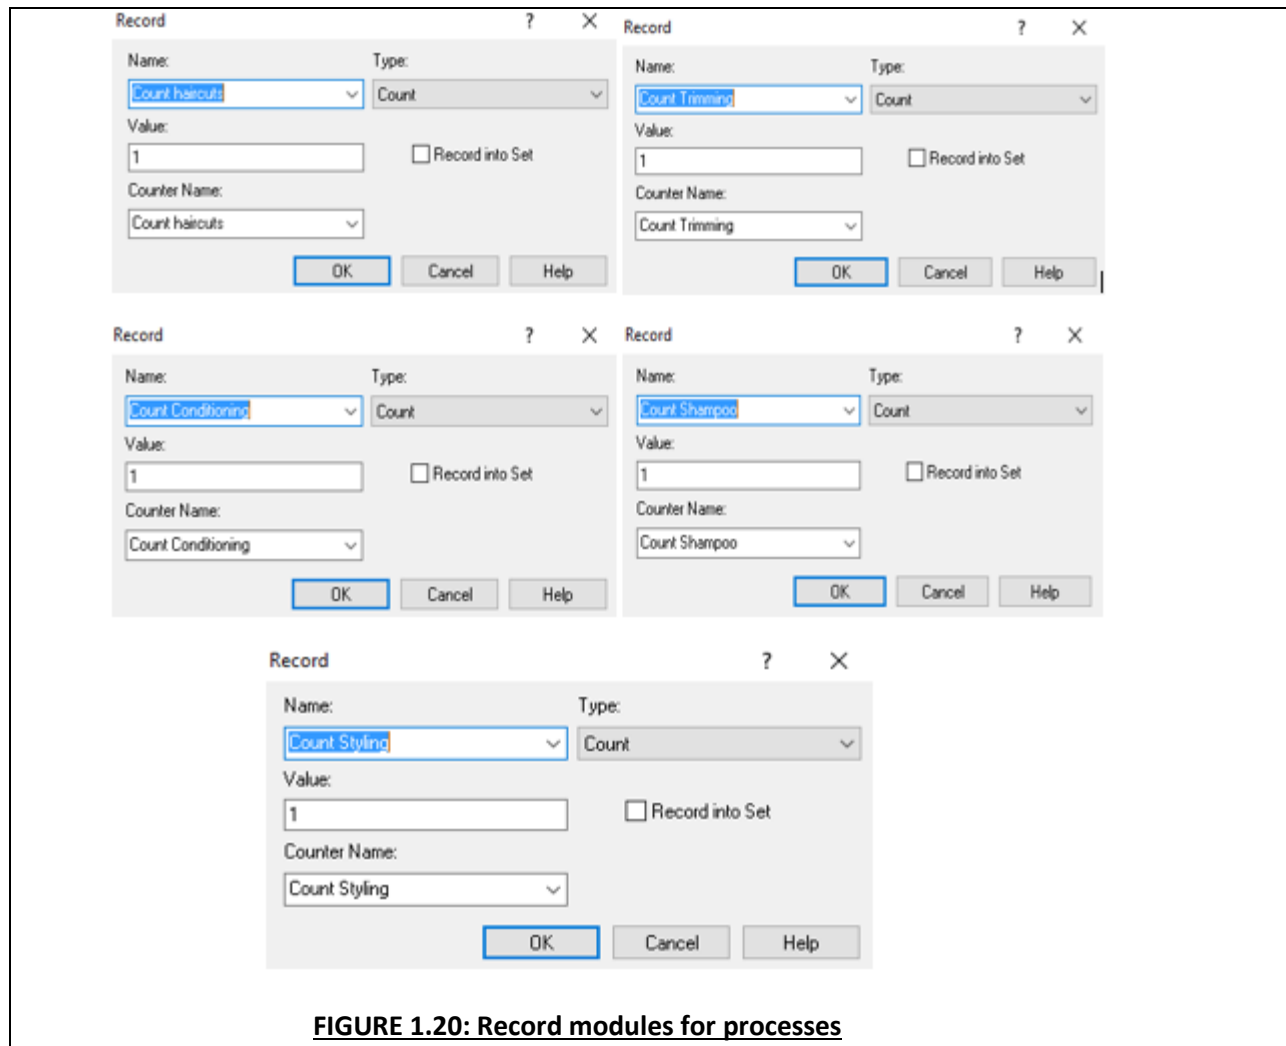 Record ?
Name: Type:
Count haircuts Count
Value:
1 Record into Set
Counter Name:
Count haircuts
OK Cancel Help
Record ?
Name: Type:
Count Trimming Count
Value:
1 Record into Set
Counter Name:
Count Trimming
OK Cancel Help
Record ?
Name: Type:
Count Conditioning Count
Value:
1 Record into Set
Counter Name:
Count Conditioning
OK Cancel Help
Record ?
Name: Type:
Count Shampoo Count
Value:
1 Record into Set
Counter Name:
Count Shampoo
OK Cancel Help
Record ?
Name: Type:
Count Styling Count
Value:
1 Record into Set
Counter Name:
Count Styling
OK Cancel Help
FIGURE 1.20: Record modules for processes